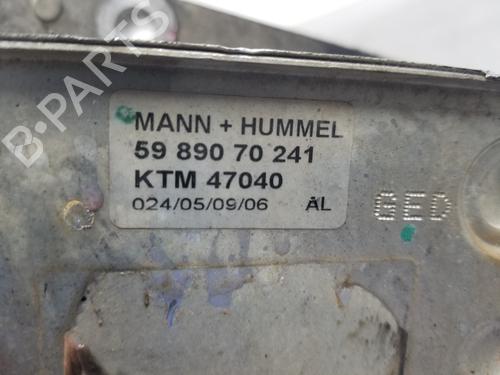 MANN + HUMMEL
59 890 70 241
KTM 47040
024/05/09/06 AL
GED
B-PARTS